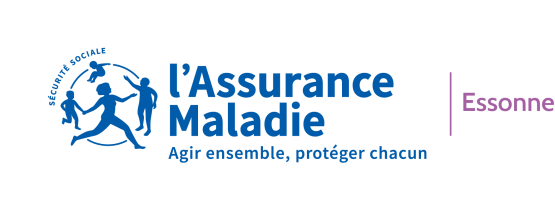 SÉCURITÉ SOCIALE
l'Assurance
Maladie
Agir ensemble, protéger chacun
Essonne